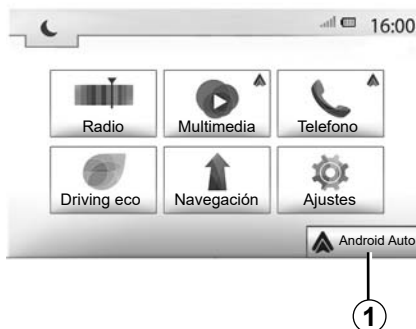 16:00
Radio
Multimedia
Telefono
Driving eco
Navegación
Ajustes
Android Auto
1